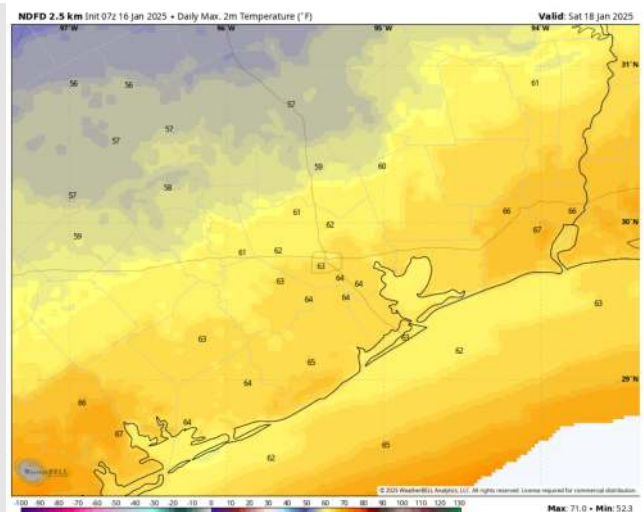 NDFD 2.5 km Init 07z 16 Jan 2025 • Daily Max. 2m Temperature (°F)
Valid: Sat 18 Jan 2025
97°W 96°W 95°W 94°W
31°N
56 56 61
57
57 57
59 60
58
57
61 66 66
30°N
62 67
59
61 62
63
63 64 64
64 64
63
63 63
62
65
29°N
64
66
64
67
65
62
WeatherBELL
© 2025 WeatherBELL Analytics, LLC. All rights reserved. License required for commercial distribution.
-100 -90 -80 -70 -60 -50 -40 -30 -20 -10 0 10 20 30 40 50 60 70 80 90 100 110 120 130
Max: 71.0 • Min: 52.3